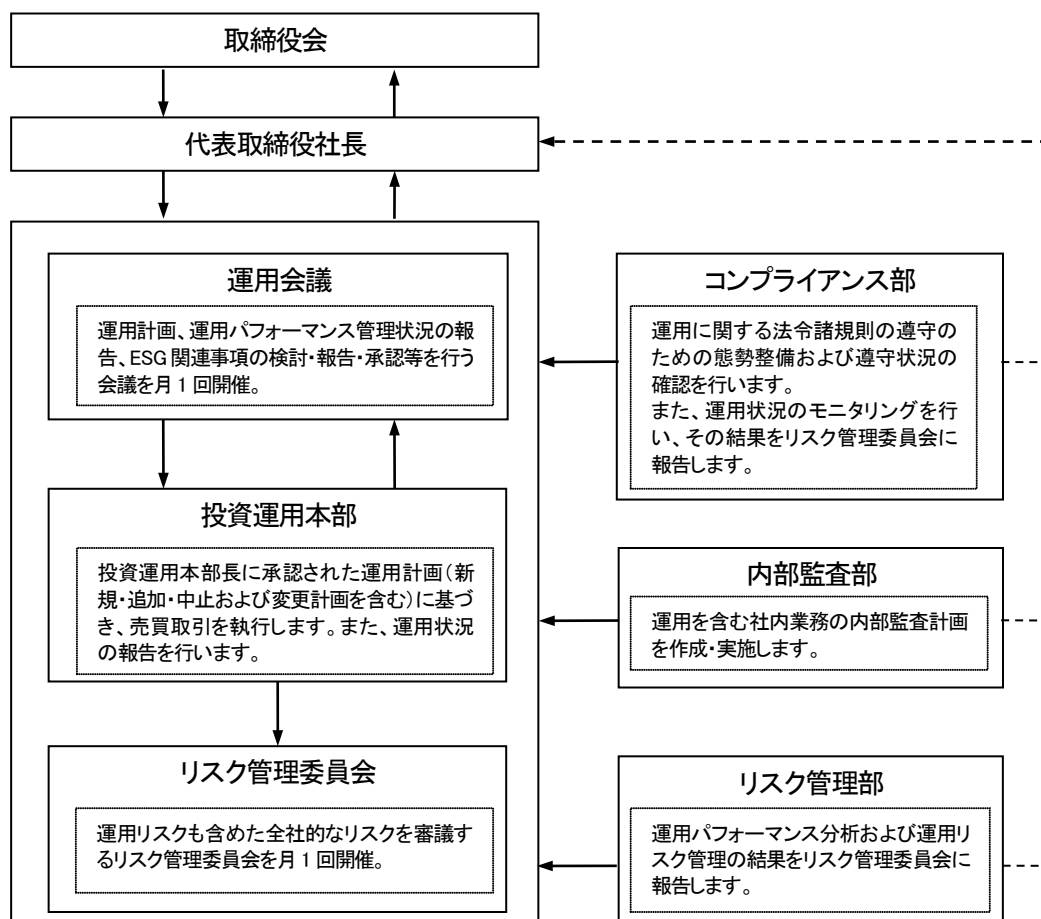 取締役会
代表取締役社長
運用会議
運用計画、運用パフォーマンス管理状況の報
告、ESG 関連事項の検討・報告・承認等を行う
会議を月 1 回開催。
投資運用本部
投資運用本部長に承認された運用計画(新
規・追加・中止および変更計画を含む)に基づ
き、売買取引を執行します。また、運用状況
の報告を行います。
リスク管理委員会
運用リスクも含めた全社的なリスクを審議す
るリスク管理委員会を月 1 回開催。
コンプライアンス部
運用に関する法令諸規則の遵守の
ための態勢整備および遵守状況の
確認を行います。
また、運用状況のモニタリングを行
い、その結果をリスク管理委員会に
報告します。
内部監査部
運用を含む社内業務の内部監査計画
を作成・実施します。
リスク管理部
運用パフォーマンス分析および運用リ
スク管理の結果をリスク管理委員会に
報告します。